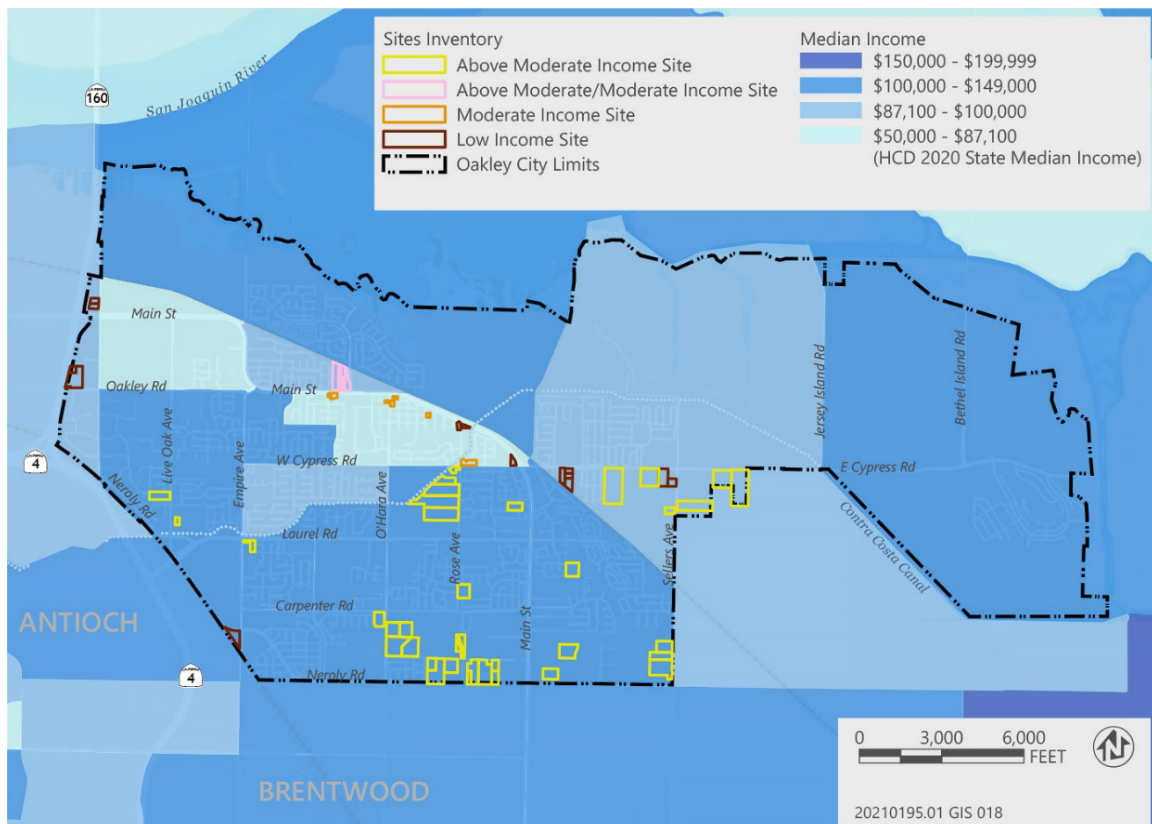 Sites Inventory
Above Moderate Income Site
Above Moderate/Moderate Income Site
Moderate Income Site
Low Income Site
Oakley City Limits
Median Income
$150,000 - $199,999
$100,000 - $149,000
$87,100 - $100,000
$50,000 - $87,100
(HCD 2020 State Median Income)
160
San Joaquin River
Main St
Oakley Rd
Main St
Jersey Island Rd
Bethel Island Rd
Live Oak Ave
Empire Ave
W Cypress Rd
E Cypress Rd
4
Neroly Rd
O'Hara Ave
Laurel Rd
Rose Ave
Sellers Ave
Contra Costa Canal
Carpenter Rd
Main St
ANTIOCH
4
Neroly Rd
BRENTWOOD
0 3,000 6,000
FEET
N
20210195.01 GIS 018